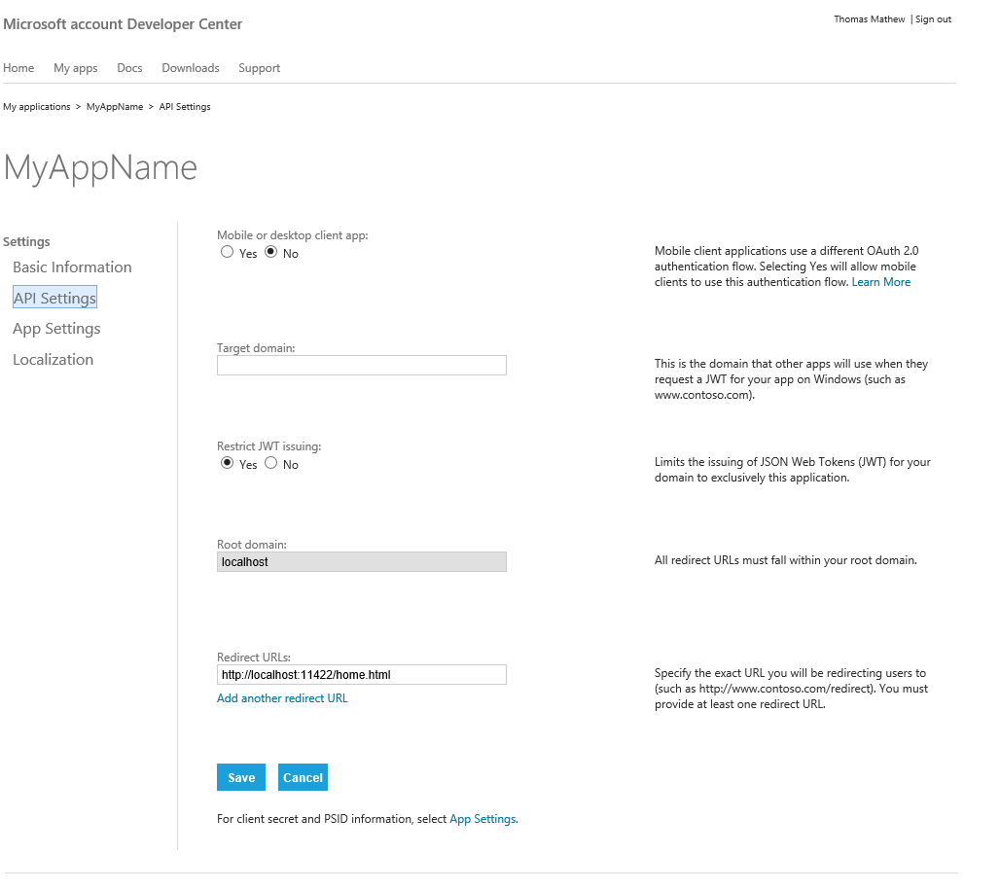 Microsoft account Developer Center
Thomas Mathew | Sign out
Home My apps Docs Downloads Support
My applications > MyAppName > API Settings
MyAppName
Settings
Basic Information
API Settings
App Settings
Localization
Mobile or desktop client app:
Yes No
Mobile client applications use a different OAuth 2.0
authentication flow. Selecting Yes will allow mobile
clients to use this authentication flow. Learn More
Target domain:
This is the domain that other apps will use when they
request a JWT for your app on Windows (such as
www.contoso.com).
Restrict JWT issuing:
Yes No
Limits the issuing of JSON Web Tokens (JWT) for your
domain to exclusively this application.
Root domain:
localhost
All redirect URLs must fall within your root domain.
Redirect URLs:
http://localhost:11422/home.html
Add another redirect URL
Specify the exact URL you will be redirecting users to
(such as http://www.contoso.com/redirect). You must
provide at least one redirect URL.
Save Cancel
For client secret and PSID information, select App Settings.